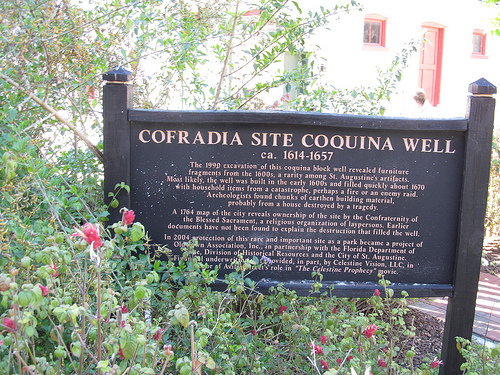 COFRADIA SITE COQUINA WELL
ca. 1614-1657
The 1990 excavation of this coquina block well revealed furniture
fragments from the 1600s, a rarity among St. Augustine's artifacts.
Most likely, the well was built in the early 1600s and filled quickly about 1670
with household items from a catastrophe, perhaps a fire or an enemy raid.
Archeologists found chunks of earthen building material,
probably from a house destroyed by a tragedy.
A 1764 map of the city reveals ownership of the site by the Confraternity of
the Blessed Sacrament, a religious organization of laypersons. Earlier
documents have not been found to explain the destruction that filled the well.
In 2004 protection of this rare and important site as a park became a project of
Old Association, Inc., in partnership with the Florida Department of
Division of Historical Resources and the City of St. Augustine.
provided, in part, by Celestine Vision, LLC, in
role in "The Celestine Prophecy" movie.